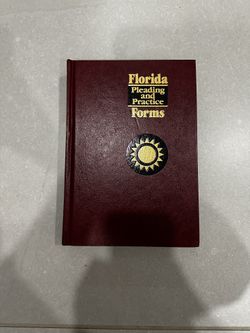 Florida
Pleading
and
Practice
Forms